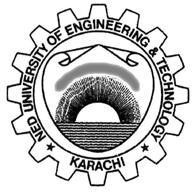 NED UNIVERSITY OF ENGINEERING & TECHNOLOGY
KARACHI